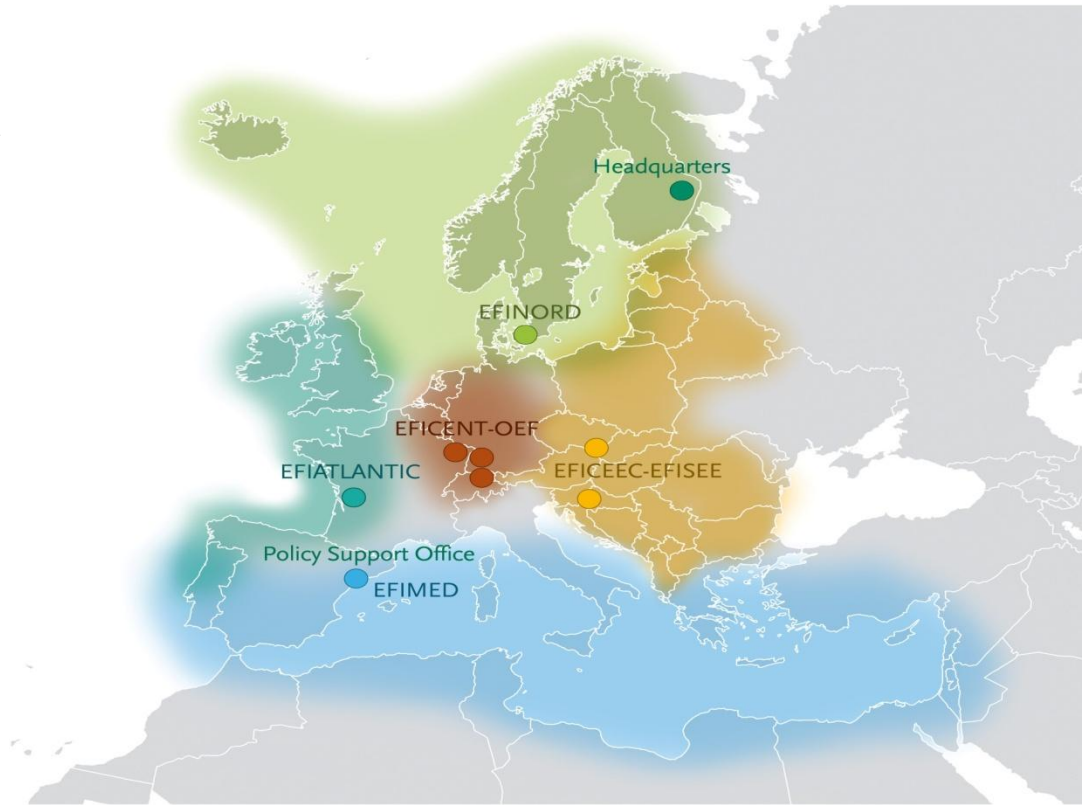 Headquarters
EFINORD
EFICENT-OEF
EFIATLANTIC
EFICEEC-EFISEE
Policy Support Office
EFIMED